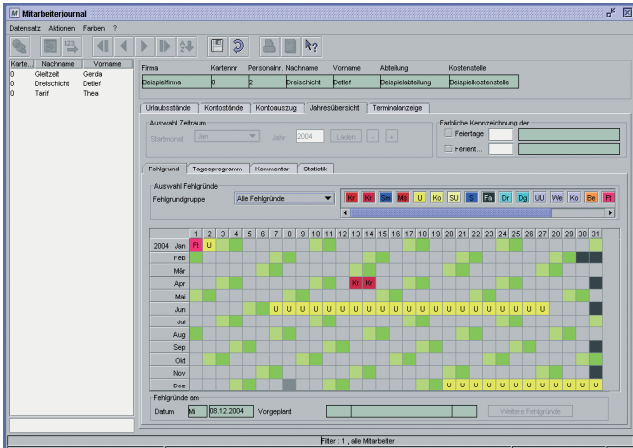 Mitarbeiterjournal
Datensatz Aktionen Farben ?
Karte... Nachname Vorname
0 Gleitzeit Gerda
0 Dreischicht Detlef
0 Tarif Thea
Firma Kartennr Personalnr. Nachname Vorname Abteilung Kostenstelle
Beispielfirma 0 2 Dreischicht Detlef Beispielabteilung Beispielkostenstelle
Urlaubsstände Kontostände Kontoauszug Jahresübersicht Terminalanzeige
Auswahl Zeitraum Farbliche Kennzeichnung der
Startmonat Jan Jahr 2004 Laden - + Feiertage
Ferient...
Fehlgrund Tagesprogramm Kommentar Statistik
Auswahl Fehlgründe
Fehlgrundgruppe Alle Fehlgründe Kr Kr Sm Ms U Ko SU S Fa Dr Dg UU We Ko Be Ft
1 2 3 4 5 6 7 8 9 10 11 12 13 14 15 16 17 18 19 20 21 22 23 24 25 26 27 28 29 30 31
2004 Jan Ft U
Feb
Mär
Apr Kr Kr
Mai
Jun U U U U U U U U U U U U U U U U U U U U U
Jul
Aug
Sep
Okt
Nov
Dez U U U U U U U U U U U U
Fehlgründe am
Datum Mi 08.12.2004 Vorgeplant Weitere Fehlgründe
Filter : 1 , alle Mitarbeiter